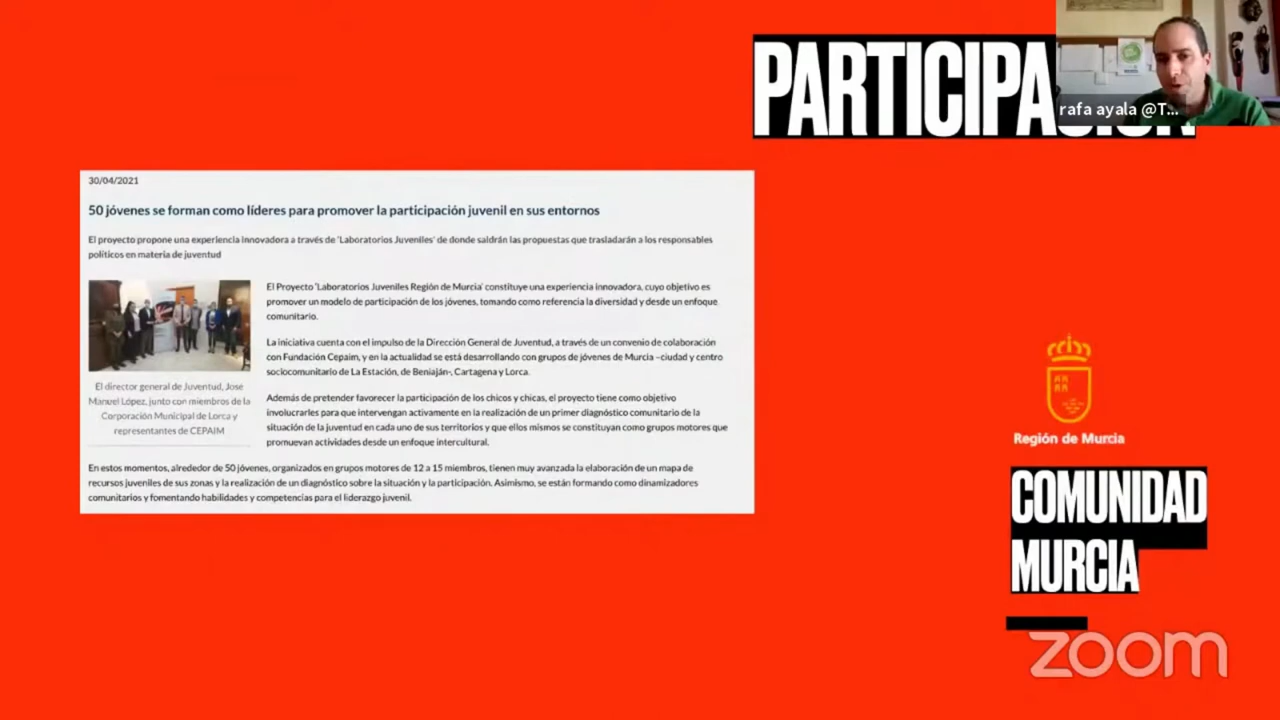 PARTICIPACIÓN
rafa ayala @T...
30/04/2021
50 jóvenes se forman como líderes para promover la participación juvenil en sus entornos
El proyecto propone una experiencia innovadora a través de 'Laboratorios Juveniles' de donde saldrán las propuestas que trasladarán a los responsables
políticos en materia de juventud
El Proyecto 'Laboratorios Juveniles Región de Murcia' constituye una experiencia innovadora, cuyo objetivo es
promover un modelo de participación de los jóvenes, tomando como referencia la diversidad y desde un enfoque
comunitario.
La iniciativa cuenta con el impulso de la Dirección General de Juventud, a través de un convenio de colaboración
con Fundación Cepaim, y en la actualidad se está desarrollando con grupos de jóvenes de Murcia –ciudad y centro
sociocomunitario de La Estación, de Beniaján-, Cartagena y Lorca.
Además de pretender favorecer la participación de los chicos y chicas, el proyecto tiene como objetivo
involucrarles para que intervengan activamente en la realización de un primer diagnóstico comunitario de la
situación de la juventud en cada uno de sus territorios y que ellos mismos se constituyan como grupos motores que
promuevan actividades desde un enfoque intercultural.
El director general de Juventud, Jose
Manuel López, junto con miembros de la
Corporación Municipal de Lorca y
representantes de CEPAIM
En estos momentos, alrededor de 50 jóvenes, organizados en grupos motores de 12 a 15 miembros, tienen muy avanzada la elaboración de un mapa de
recursos juveniles de sus zonas y la realización de un diagnóstico sobre la situación y la participación. Asimismo, se están formando como dinamizadores
comunitarios y fomentando habilidades y competencias para el liderazgo juvenil.
Región de Murcia
COMUNIDAD
MURCIA
zoom